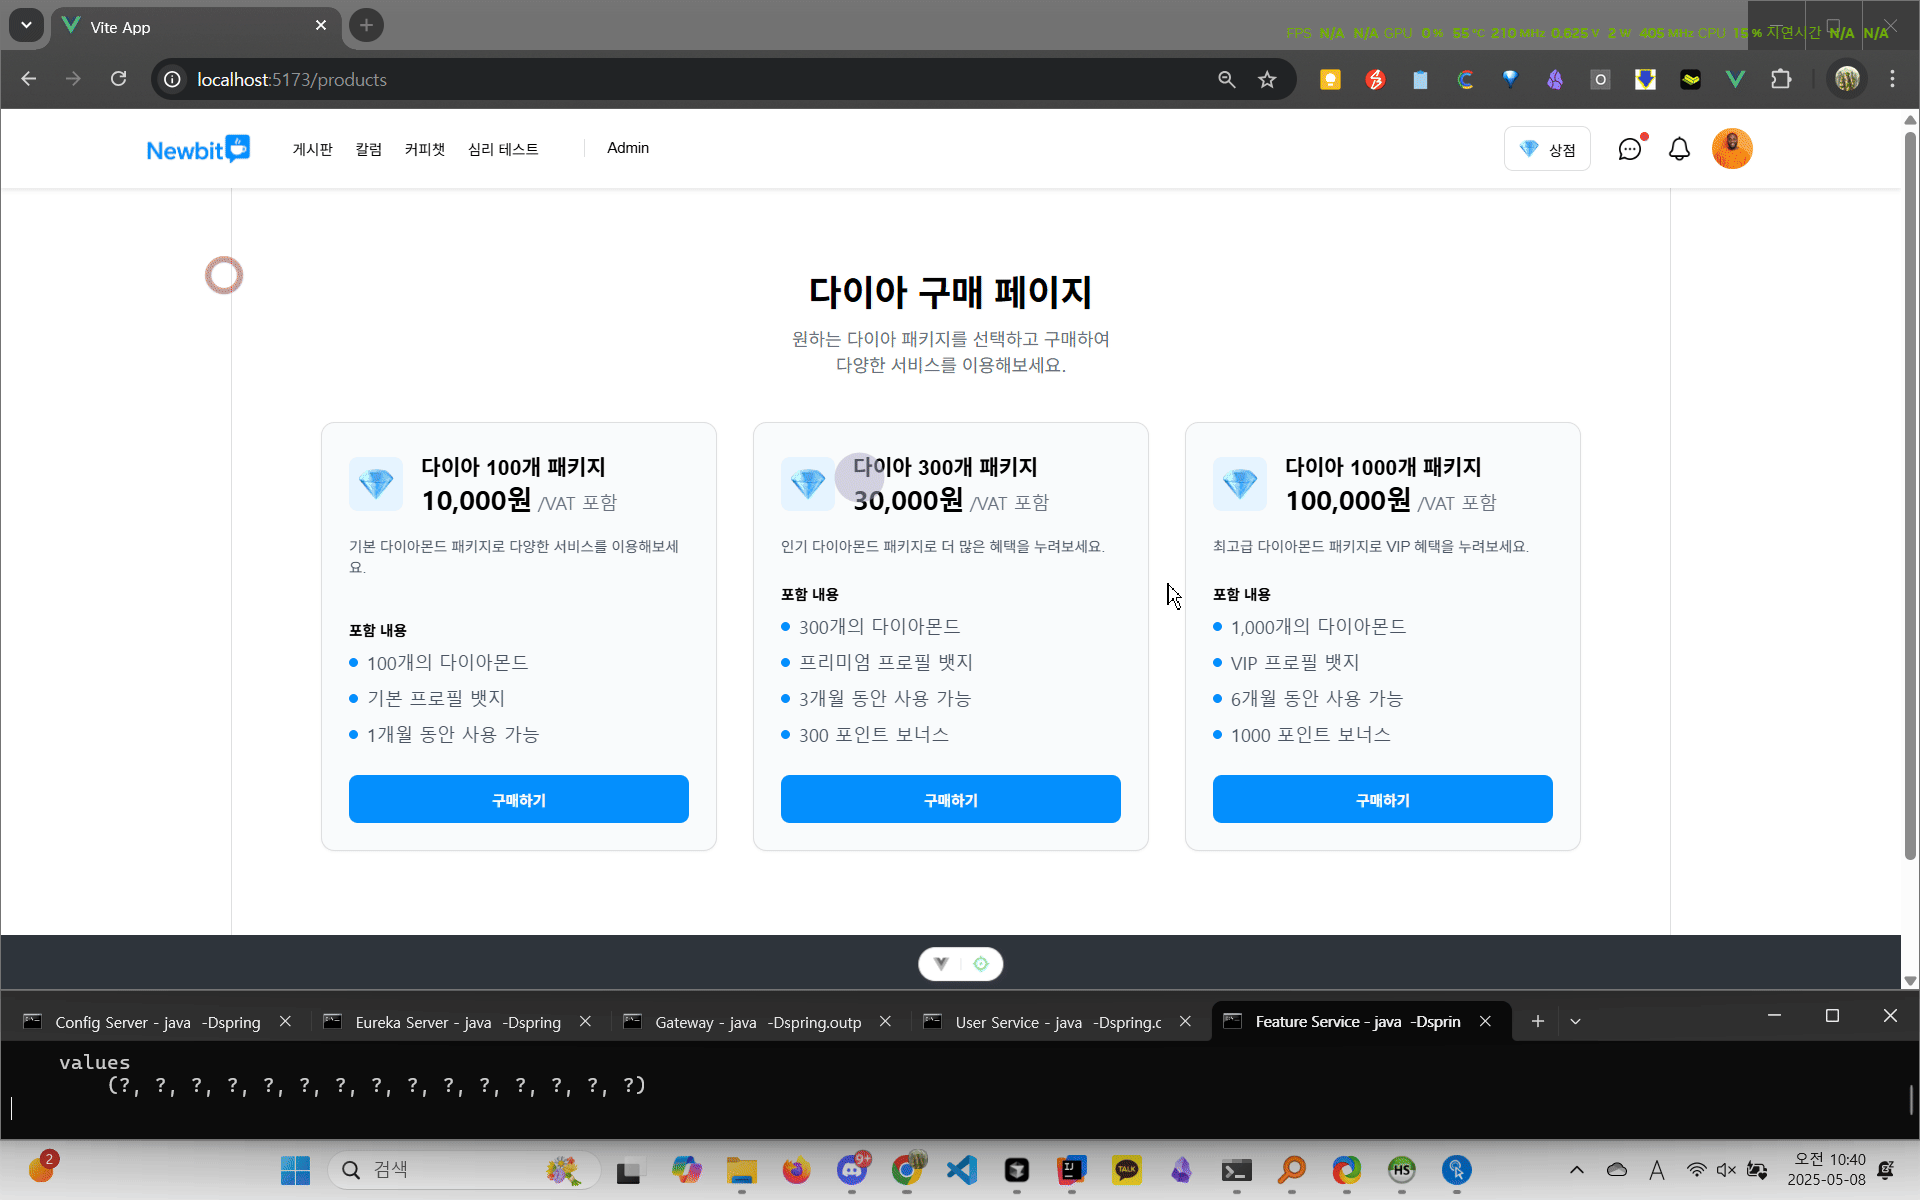 Vite App
FPS N/A N/A GPU 0 % 55 °C 210 MHz 0.625 V 2 W 405 MHz CPU 15 % 지연시간 N/A N/A
localhost:5173/products
Newbit
게시판
칼럼
커피챗
심리 테스트
Admin
상점
다이아 구매 페이지
원하는 다이아 패키지를 선택하고 구매하여
다양한 서비스를 이용해보세요.
다이아 100개 패키지
10,000원 /VAT 포함
기본 다이아몬드 패키지로 다양한 서비스를 이용해보세
요.
포함 내용
100개의 다이아몬드
기본 프로필 뱃지
1개월 동안 사용 가능
구매하기
다이아 300개 패키지
30,000원 /VAT 포함
인기 다이아몬드 패키지로 더 많은 혜택을 누려보세요.
포함 내용
300개의 다이아몬드
프리미엄 프로필 뱃지
3개월 동안 사용 가능
300 포인트 보너스
구매하기
다이아 1000개 패키지
100,000원 /VAT 포함
최고급 다이아몬드 패키지로 VIP 혜택을 누려보세요.
포함 내용
1,000개의 다이아몬드
VIP 프로필 뱃지
6개월 동안 사용 가능
1000 포인트 보너스
구매하기
Config Server - java -Dspring
Eureka Server - java -Dspring
Gateway - java -Dspring.outp
User Service - java -Dspring.c
Feature Service - java -Dsprin
values
(?, ?, ?, ?, ?, ?, ?, ?, ?, ?, ?, ?, ?, ?, ?)
2
검색
9+
IJ
TALK
HS
A
오전 10:40
2025-05-08